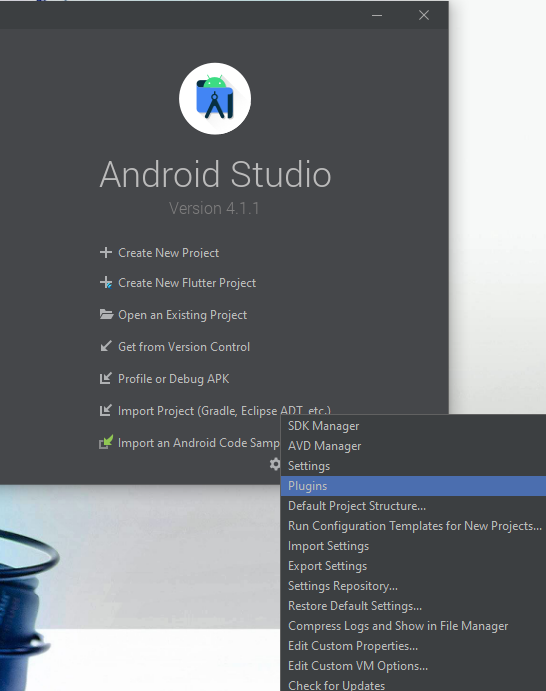 Android Studio
Version 4.1.1
Create New Project
Create New Flutter Project
Open an Existing Project
Get from Version Control
Profile or Debug APK
Import Project (Gradle, Eclipse ADT, etc.)
Import an Android Code Samp
SDK Manager
AVD Manager
Settings
Plugins
Default Project Structure...
Run Configuration Templates for New Projects...
Import Settings
Export Settings
Settings Repository...
Restore Default Settings...
Compress Logs and Show in File Manager
Edit Custom Properties...
Edit Custom VM Options...
Check for Updates